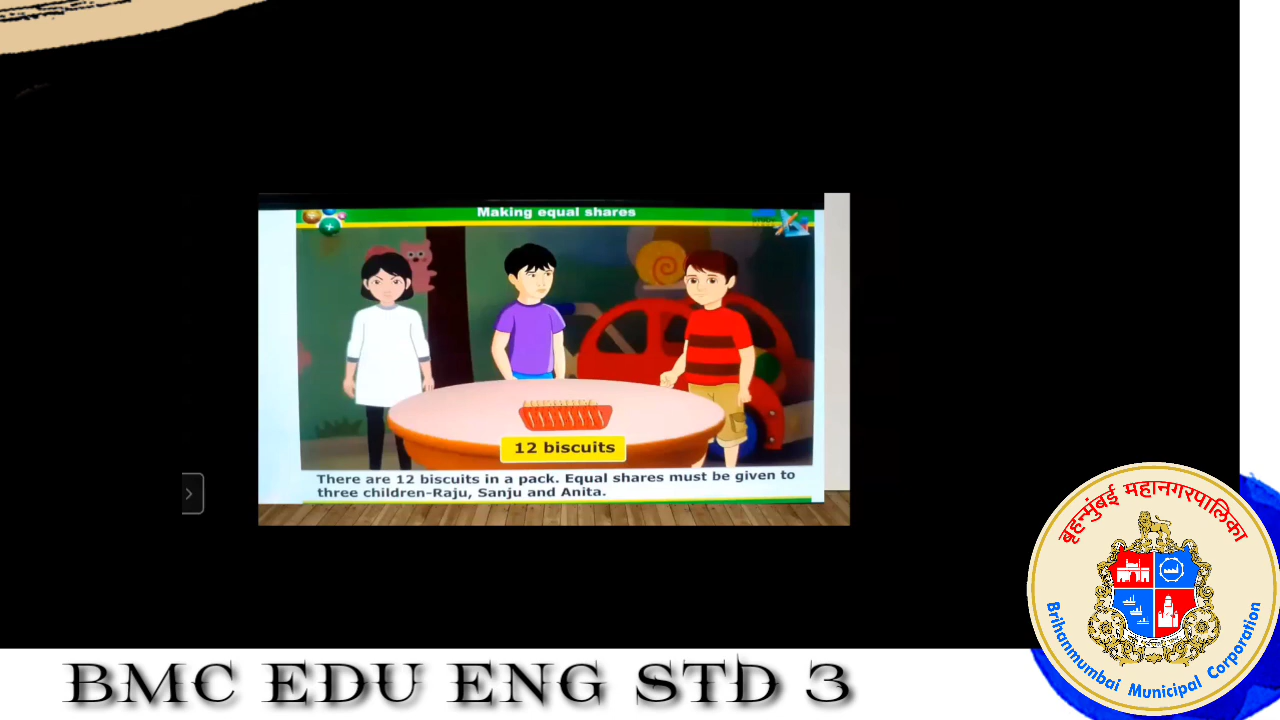 Making equal shares
12 biscuits
There are 12 biscuits in a pack. Equal shares must be given to
three children-Raju, Sanju and Anita.
बृहन्मुंबई महानगरपालिका
Brihanmumbai Municipal Corporation
BMC EDU ENG STD 3